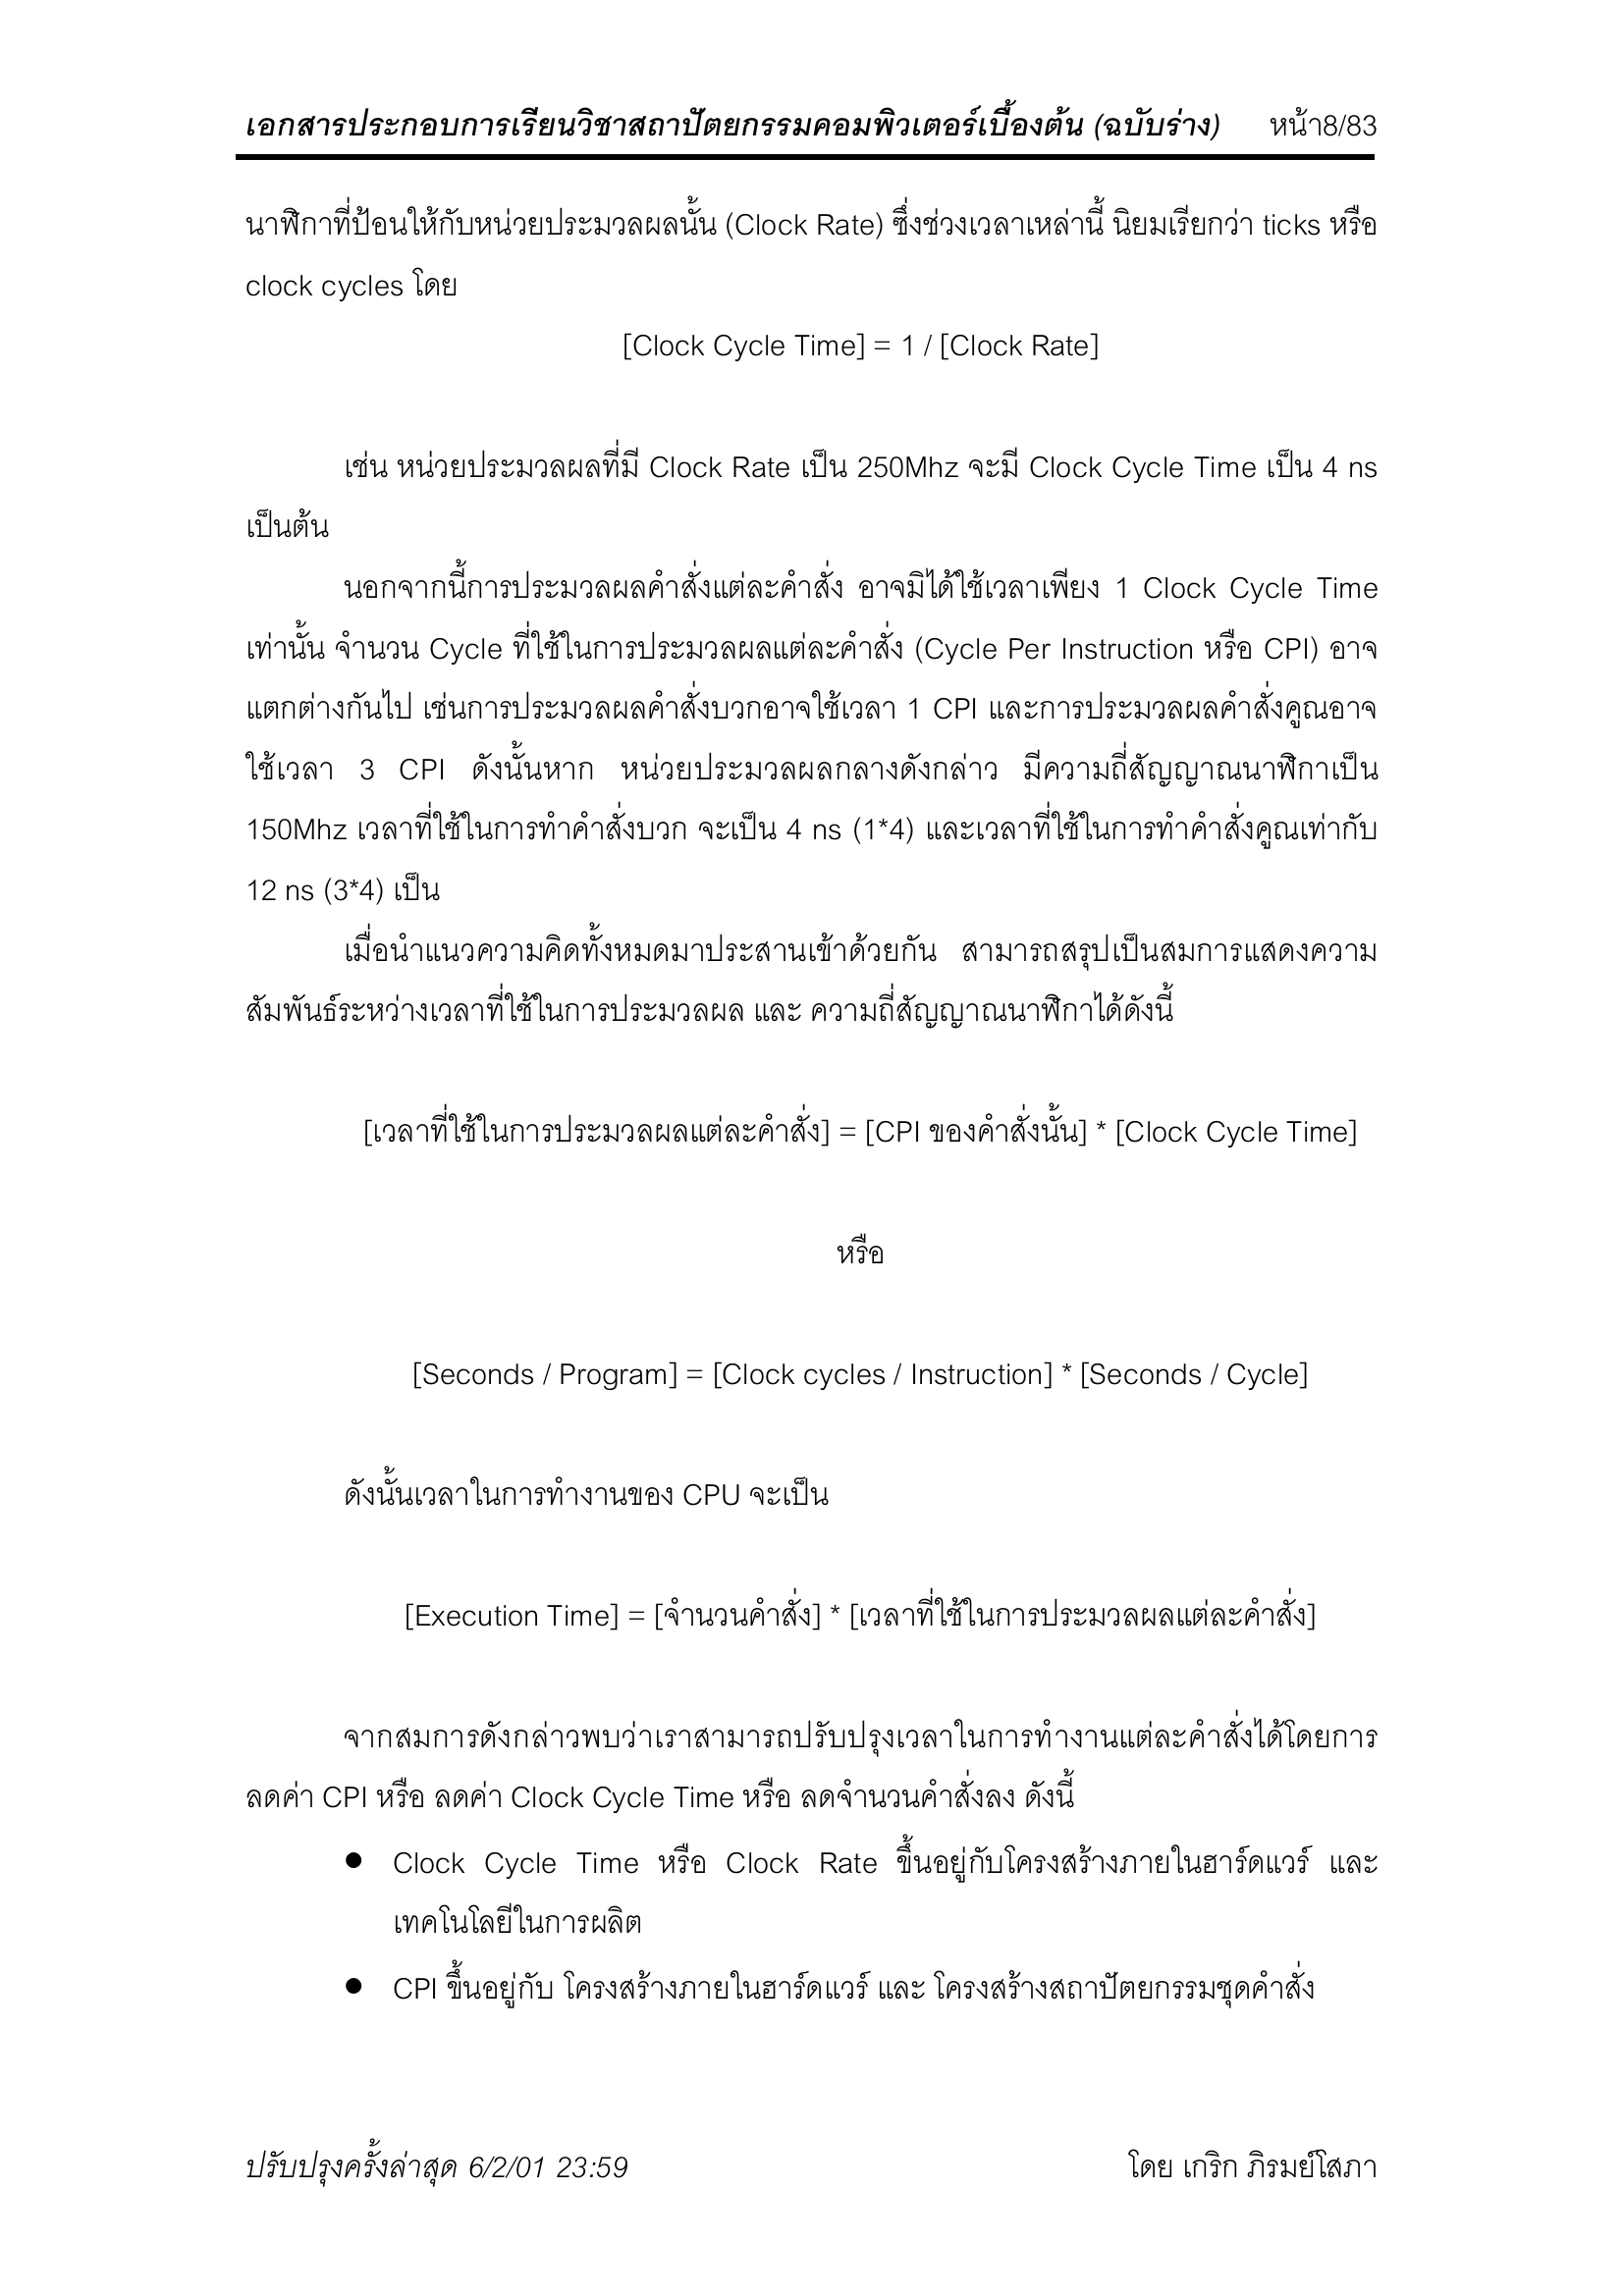 เอกสารประกอบการเรียนวิชาสถาปัตยกรรมคอมพิวเตอร์เบื้องต้น (ฉบับร่าง) หน้า8/83
นาฬิกาที่ป้อนให้กับหน่วยประมวลผลนั้น (Clock Rate) ซึ่งช่วงเวลาเหล่านี้ นิยมเรียกว่า ticks หรือ
clock cycles โดย
[Clock Cycle Time] = 1 / [Clock Rate]
เช่น หน่วยประมวลผลที่มี Clock Rate เป็น 250Mhz จะมี Clock Cycle Time เป็น 4 ns
เป็นต้น
นอกจากนี้การประมวลผลคำสั่งแต่ละคำสั่ง อาจมิได้ใช้เวลาเพียง 1 Clock Cycle Time
เท่านั้น จำนวน Cycle ที่ใช้ในการประมวลผลแต่ละคำสั่ง (Cycle Per Instruction หรือ CPI) อาจ
แตกต่างกันไป เช่นการประมวลผลคำสั่งบวกอาจใช้เวลา 1 CPI และการประมวลผลคำสั่งคูณอาจ
ใช้เวลา 3 CPI ดังนั้นหาก หน่วยประมวลผลกลางดังกล่าว มีความถี่สัญญาณนาฬิกาเป็น
150Mhz เวลาที่ใช้ในการทำคำสั่งบวก จะเป็น 4 ns (1*4) และเวลาที่ใช้ในการทำคำสั่งคูณเท่ากับ
12 ns (3*4) เป็น
เมื่อนำแนวความคิดทั้งหมดมาประสานเข้าด้วยกัน สามารถสรุปเป็นสมการแสดงความ
สัมพันธ์ระหว่างเวลาที่ใช้ในการประมวลผล และ ความถี่สัญญาณนาฬิกาได้ดังนี้
[เวลาที่ใช้ในการประมวลผลแต่ละคำสั่ง] = [CPI ของคำสั่งนั้น] * [Clock Cycle Time]
หรือ
[Seconds / Program] = [Clock cycles / Instruction] * [Seconds / Cycle]
ดังนั้นเวลาในการทำงานของ CPU จะเป็น
[Execution Time] = [จำนวนคำสั่ง] * [เวลาที่ใช้ในการประมวลผลแต่ละคำสั่ง]
จากสมการดังกล่าวพบว่าเราสามารถปรับปรุงเวลาในการทำงานแต่ละคำสั่งได้โดยการ
ลดค่า CPI หรือ ลดค่า Clock Cycle Time หรือ ลดจำนวนคำสั่งลง ดังนี้
● Clock Cycle Time หรือ Clock Rate ขึ้นอยู่กับโครงสร้างภายในฮาร์ดแวร์ และ
เทคโนโลยีในการผลิต
● CPI ขึ้นอยู่กับ โครงสร้างภายในฮาร์ดแวร์ และ โครงสร้างสถาปัตยกรรมชุดคำสั่ง
ปรับปรุงครั้งล่าสุด 6/2/01 23:59 โดย เกริก ภิรมย์โสภา